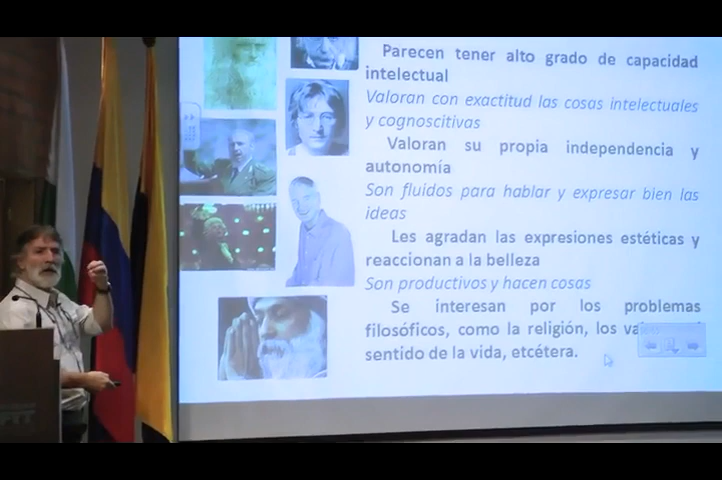 Parecen tener alto grado de capacidad
intelectual
Valoran con exactitud las cosas intelectuales
y cognoscitivas
Valoran su propia independencia y
autonomía
Son fluidos para hablar y expresar bien las
ideas
Les agradan las expresiones estéticas y
reaccionan a la belleza
Son productivos y hacen cosas
Se interesan por los problemas
filosóficos, como la religión, los
sentido de la vida, etcétera.